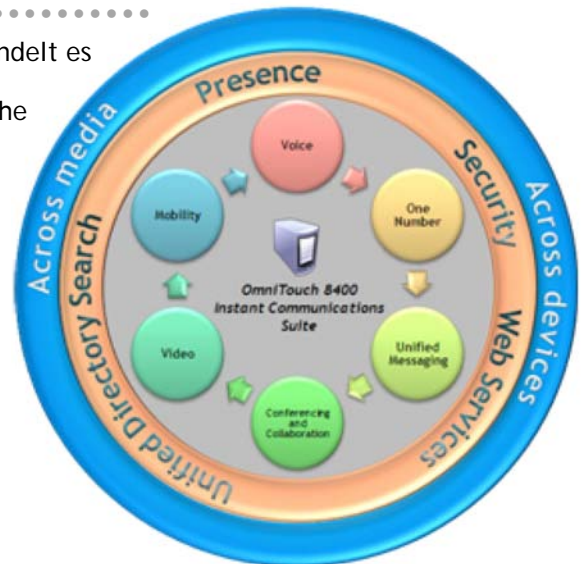 ndelt es
he
Across media
Across devices
Presence
Security
Web Services
Unified Directory Search
Voice
One
Number
Unified
Messaging
Conferencing
and
Collaboration
Video
Mobility
OmniTouch 8400
Instant Communications
Suite